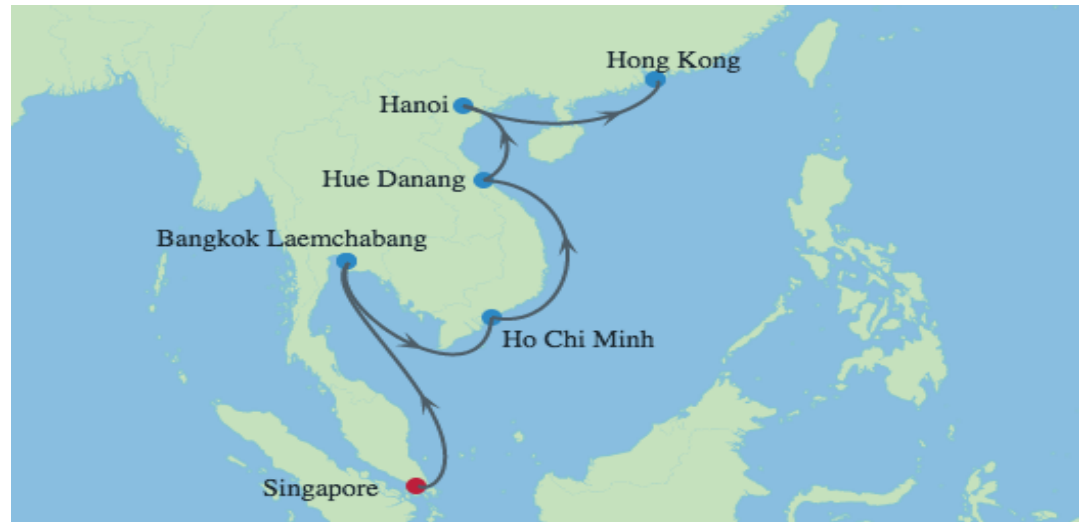 Hong Kong
Hanoi
Hue Danang
Bangkok Laemchabang
Ho Chi Minh
Singapore